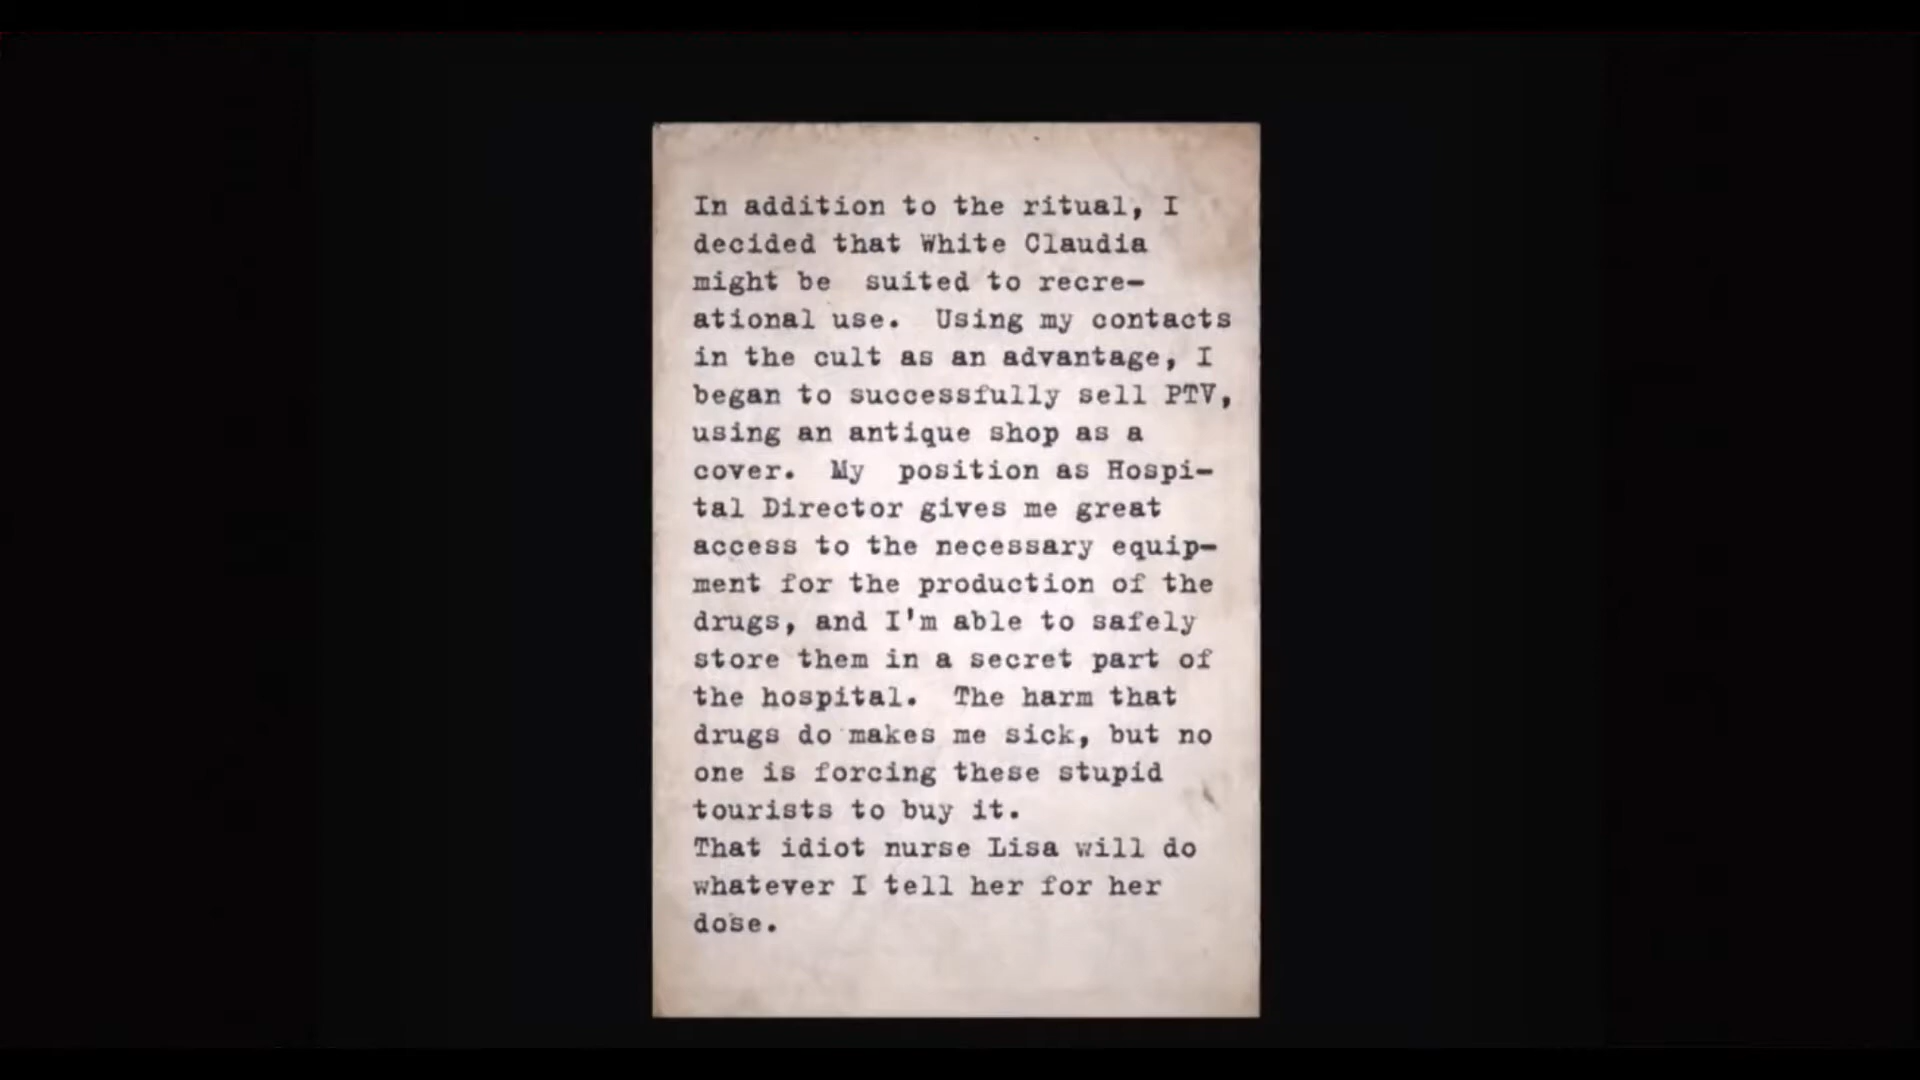 In addition to the ritual, I
decided that White Claudia
might be  suited to recre-
ational use.  Using my contacts
in the cult as an advantage, I
began to successfully sell PTV,
using an antique shop as a
cover.  My  position as Hospi-
tal Director gives me great
access to the necessary equip-
ment for the production of the
drugs, and I'm able to safely
store them in a secret part of
the hospital.  The harm that
drugs do makes me sick, but no
one is forcing these stupid
tourists to buy it.
That idiot nurse Lisa will do
whatever I tell her for her
dose.